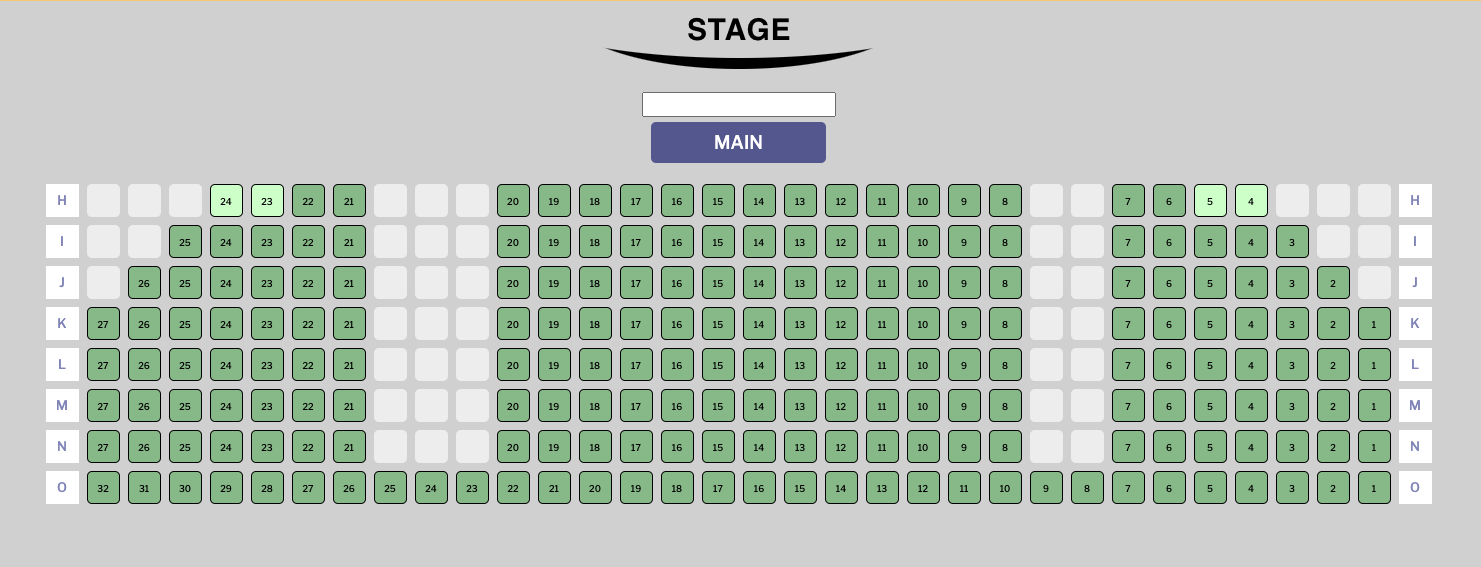 STAGE
MAIN
H 24 23 22 21 20 19 18 17 16 15 14 13 12 11 10 9 8 7 6 5 4 H
I 25 24 23 22 21 20 19 18 17 16 15 14 13 12 11 10 9 8 7 6 5 4 3 I
J 26 25 24 23 22 21 20 19 18 17 16 15 14 13 12 11 10 9 8 7 6 5 4 3 2 J
K 27 26 25 24 23 22 21 20 19 18 17 16 15 14 13 12 11 10 9 8 7 6 5 4 3 2 1 K
L 27 26 25 24 23 22 21 20 19 18 17 16 15 14 13 12 11 10 9 8 7 6 5 4 3 2 1 L
M 27 26 25 24 23 22 21 20 19 18 17 16 15 14 13 12 11 10 9 8 7 6 5 4 3 2 1 M
N 27 26 25 24 23 22 21 20 19 18 17 16 15 14 13 12 11 10 9 8 7 6 5 4 3 2 1 N
O 32 31 30 29 28 27 26 25 24 23 22 21 20 19 18 17 16 15 14 13 12 11 10 9 8 7 6 5 4 3 2 1 O